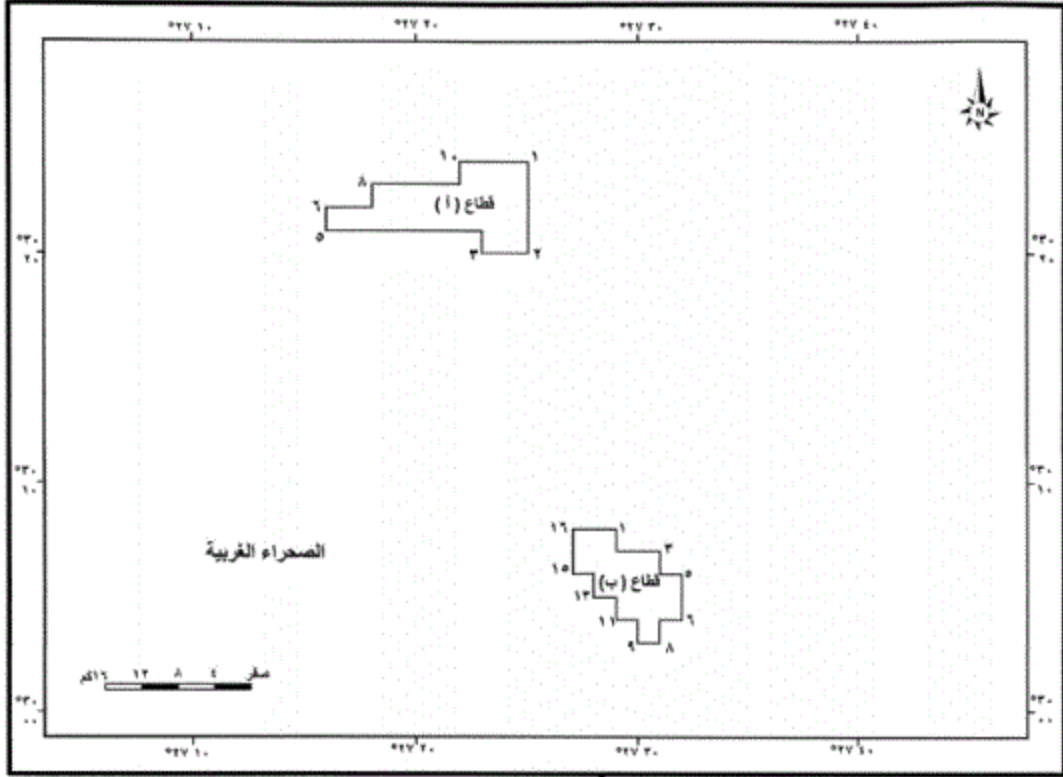 °٢٧ ١٠ °٢٧ ٢٠ °٢٧ ٣٠ °٢٧ ٤٠
N
١٠ ١
٨
قطاع (أ)
٦
٥
٣ ٢
°٣٠ ٢٠ °٣٠ ٢٠
°٣٠ ١٠ °٣٠ ١٠
١٦ ١
٣
الصحراء الغربية
١٥ قطاع (ب) ٥
١٣
١١ ٦
٩ ٨
صفر ٤ ٨ ١٢ ١٦كم
°٣٠ ٠٠ °٣٠ ٠٠
°٢٧ ١٠ °٢٧ ٢٠ °٢٧ ٣٠ °٢٧ ٤٠